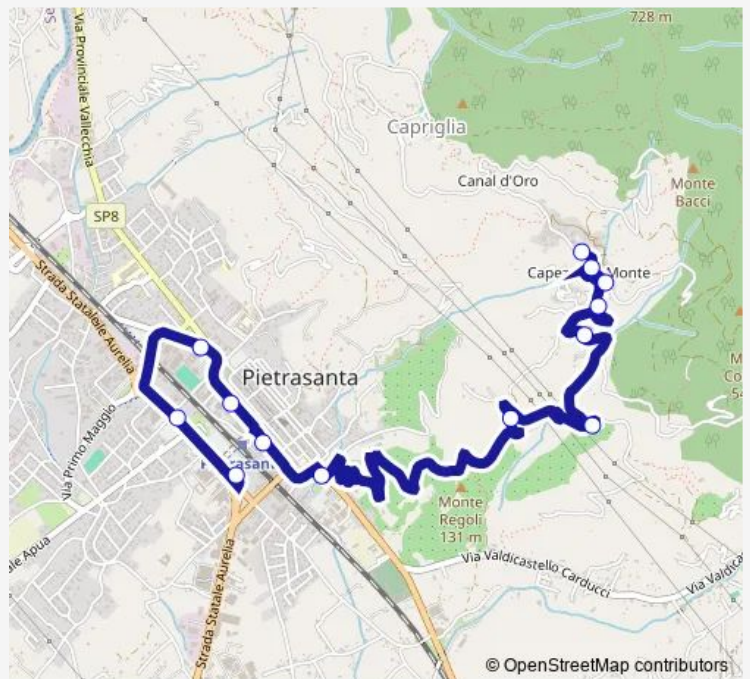 728 m
Via Provinciale Vallecchia
Capriglia
Canal d'Oro
Monte
Bacci
SP8
Monte
Strada Statale
Aurelia
Pietrasanta
Via Primo Maggio
Monte
Regoli
131 m
Via Valdicastello Carducci
Strada Statale Aurelia
© OpenStreetMap contributors